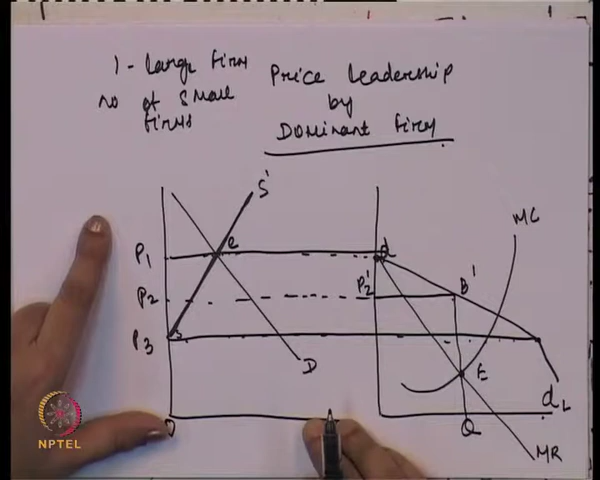 1 - Large firm
no of small
firms
Price leadership
by
Dominant firm
S'
MC
P1
e
d
P2
P2'
B'
P3
S
D
E
dL
O
Q
MR
NPTEL